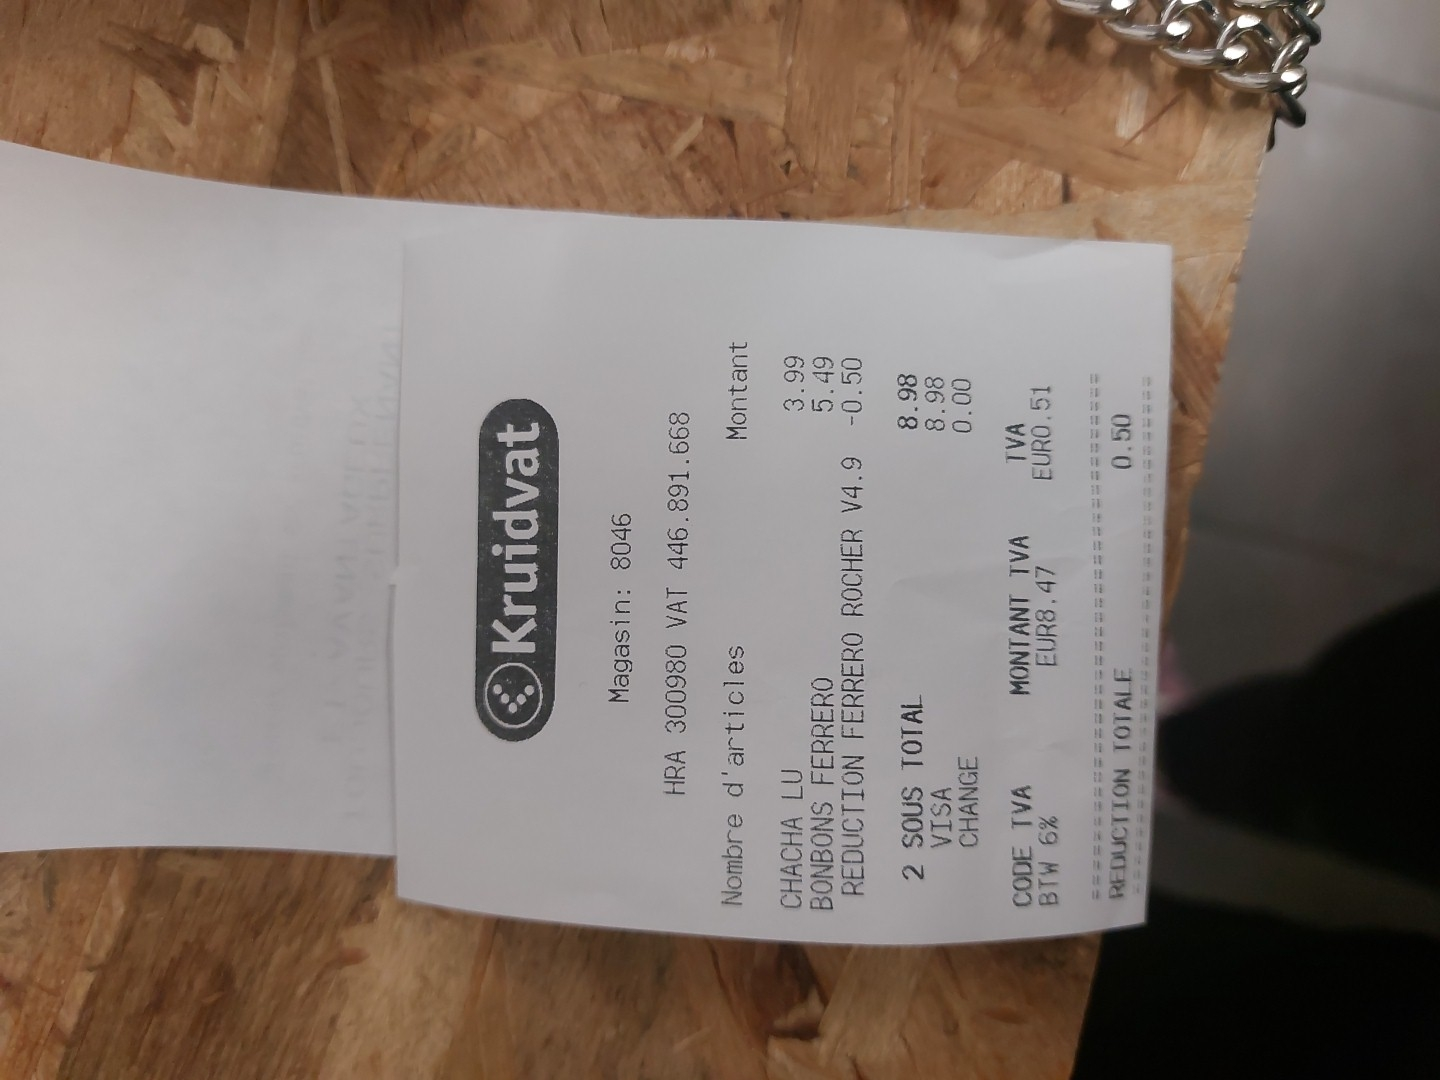 Kruidvat
Magasin: 8046
HRA 300980 VAT 446.891.668
Nombre d'articles Montant
CHACHA LU 3.99
BONBONS FERRERO 5.49
REDUCTION FERRERO ROCHER V4.9 -0.50
2 SOUS TOTAL 8.98
VISA 8.98
CHANGE 0.00
CODE TVA MONTANT TVA TVA
BTW 6% EUR8.47 EUR0.51
REDUCTION TOTALE 0.50